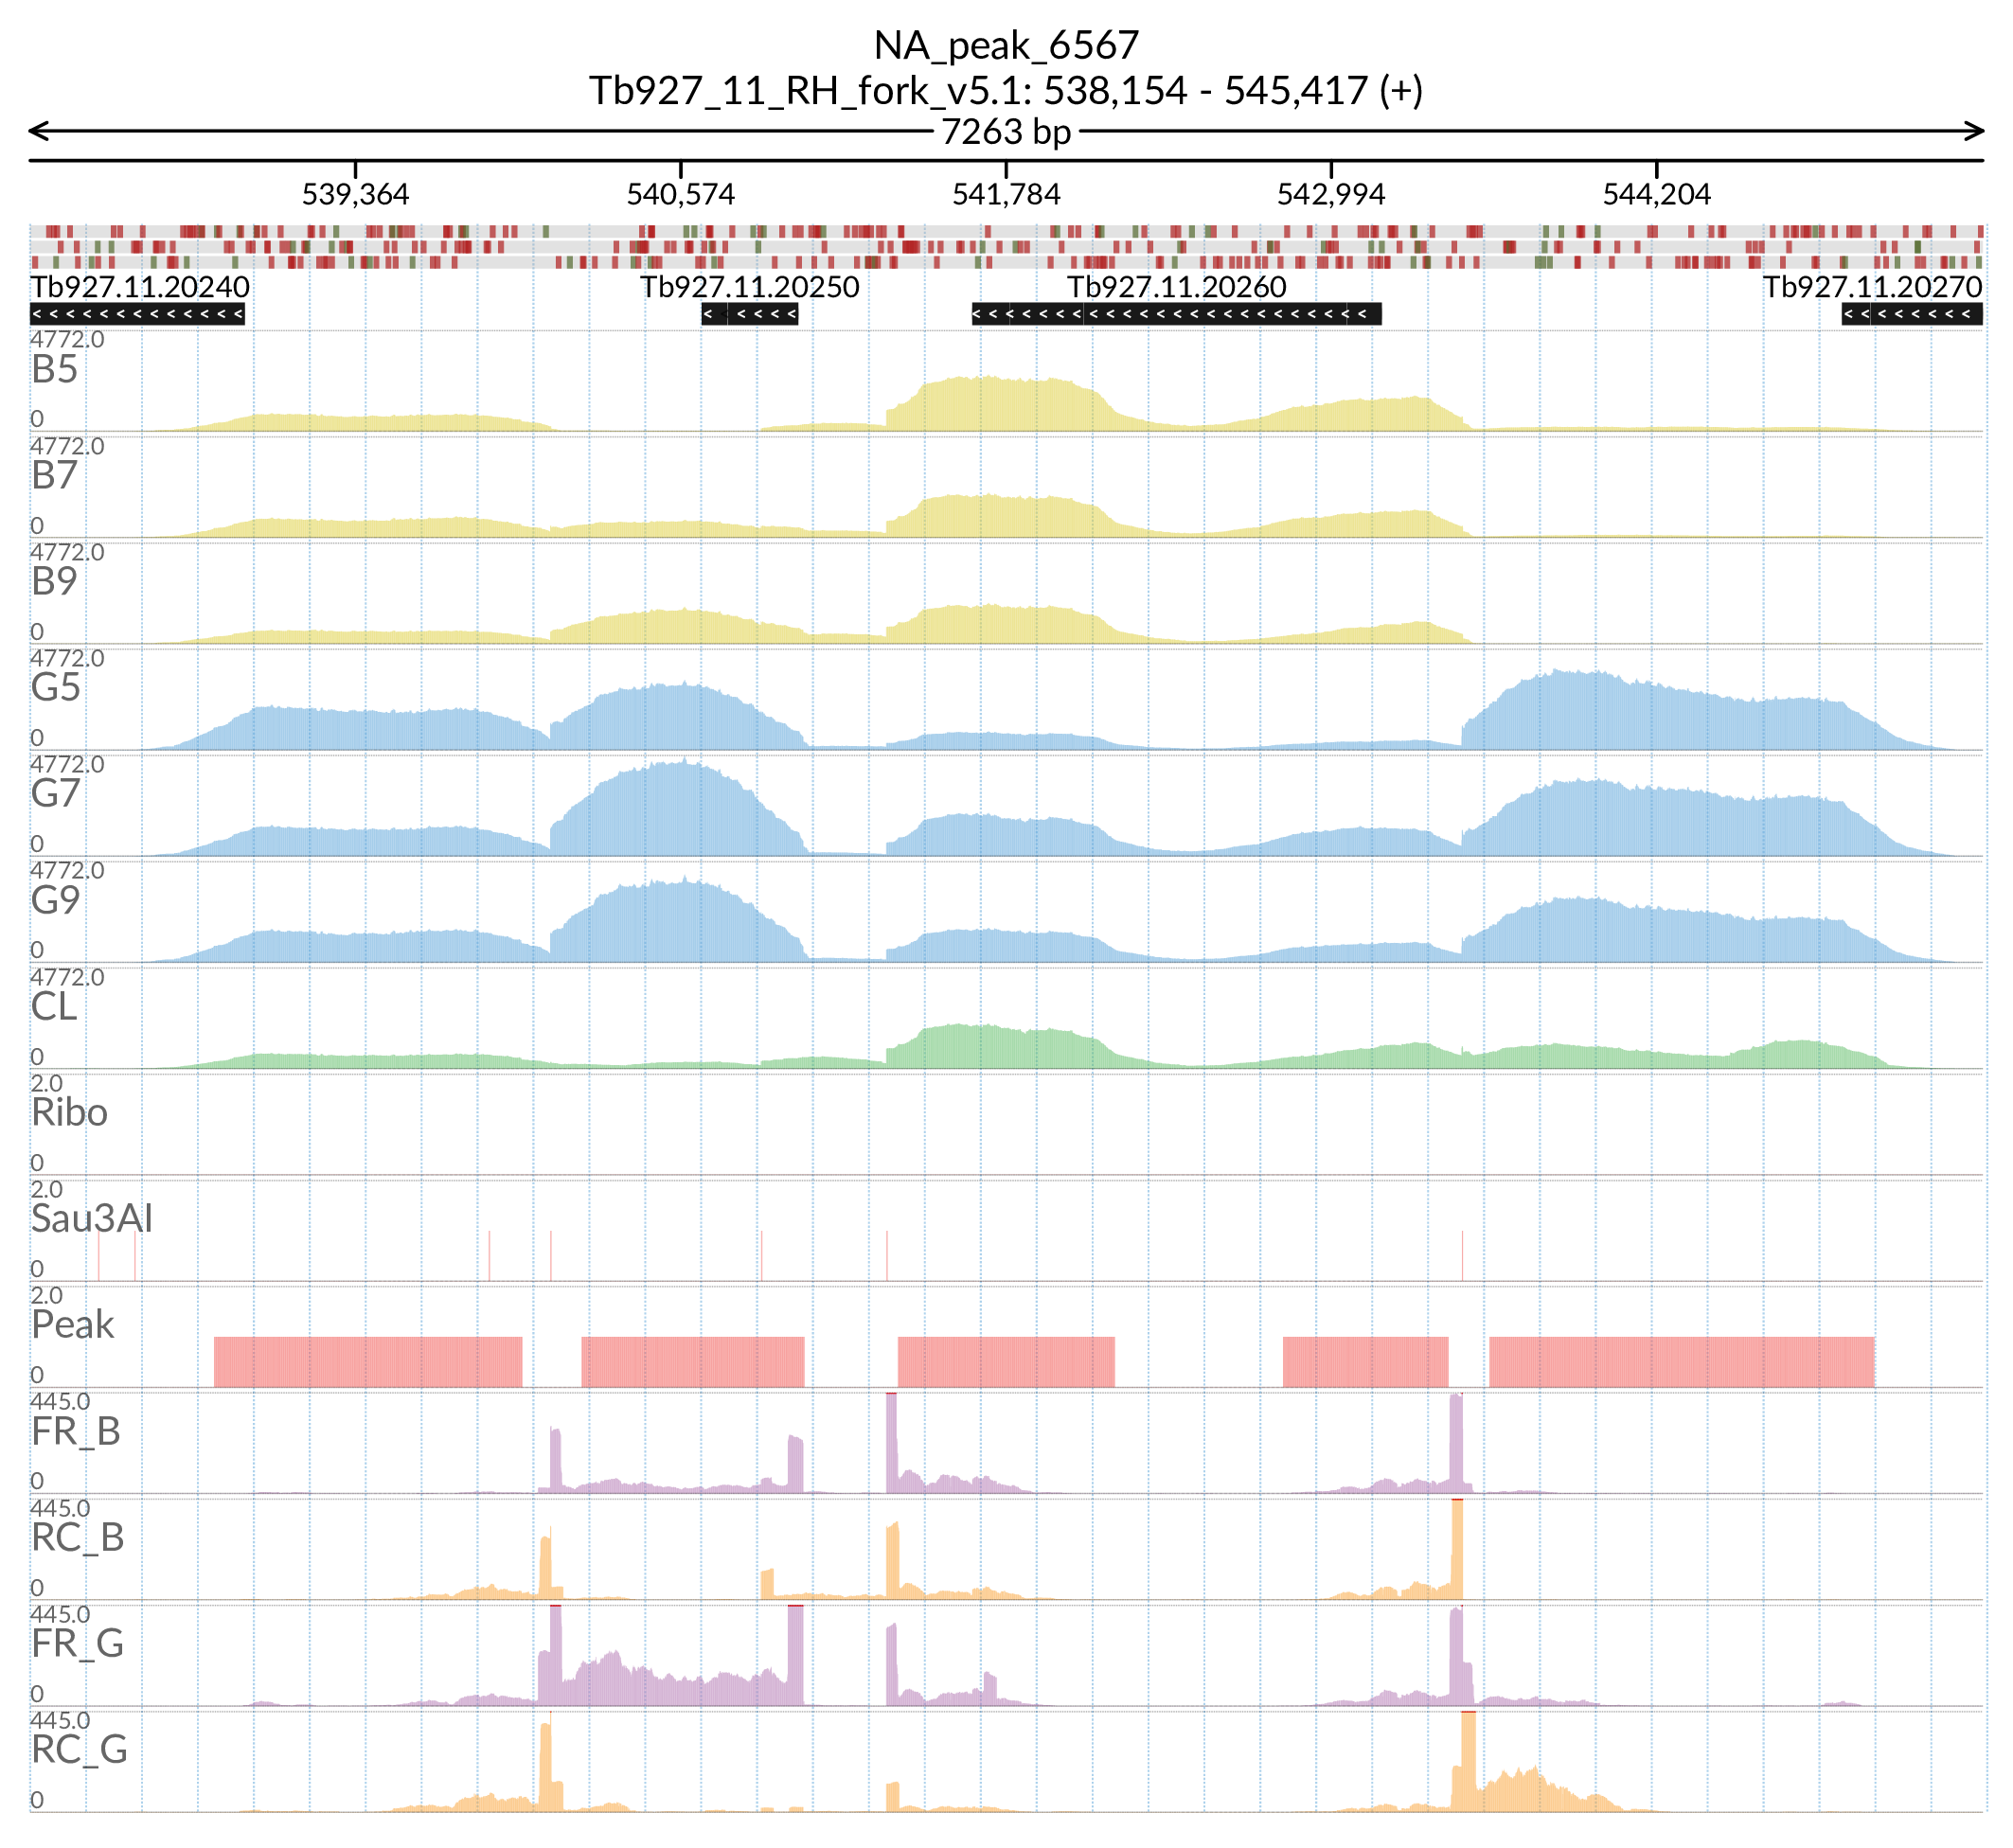 NA_peak_6567
Tb927_11_RH_fork_v5.1: 538,154 - 545,417 (+)
7263 bp
539,364 540,574 541,784 542,994 544,204
Tb927.11.20240 Tb927.11.20250 Tb927.11.20260 Tb927.11.20270
4772.0
B5
0
4772.0
B7
0
4772.0
B9
0
4772.0
G5
0
4772.0
G7
0
4772.0
G9
0
4772.0
CL
0
2.0
Ribo
0
2.0
Sau3AI
0
2.0
Peak
0
445.0
FR_B
0
445.0
RC_B
0
445.0
FR_G
0
445.0
RC_G
0